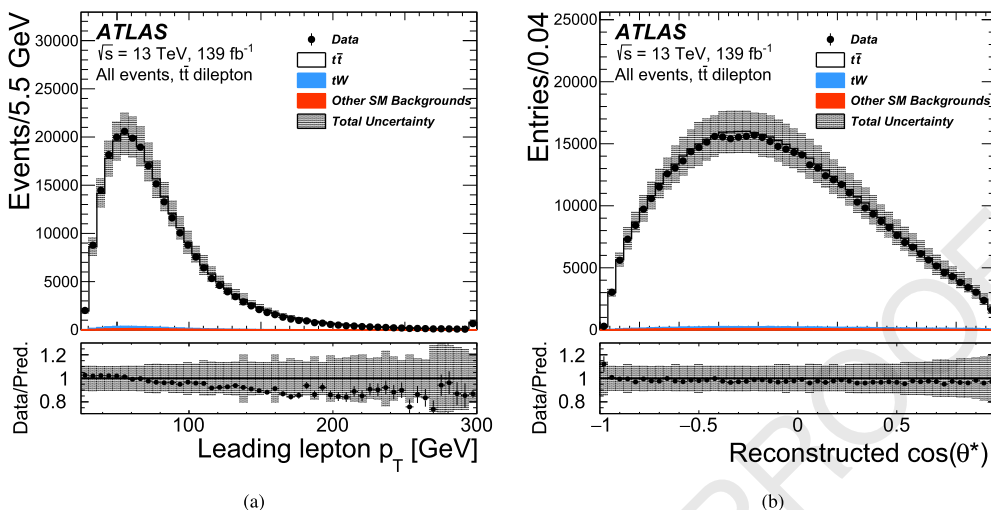 ATLAS
√s = 13 TeV, 139 fb-1
All events, tt̄ dilepton
Data
tt̄
tW
Other SM Backgrounds
Total Uncertainty
Events/5.5 GeV
30000
25000
20000
15000
10000
5000
0
Data/Pred.
1.2
1
0.8
100
200
300
Leading lepton pT [GeV]
(a)
ATLAS
√s = 13 TeV, 139 fb-1
All events, tt̄ dilepton
Data
tt̄
tW
Other SM Backgrounds
Total Uncertainty
Entries/0.04
25000
20000
15000
10000
5000
0
Data/Pred.
1.2
1
0.8
−1
−0.5
0
0.5
Reconstructed cos(θ*)
(b)
PROOF